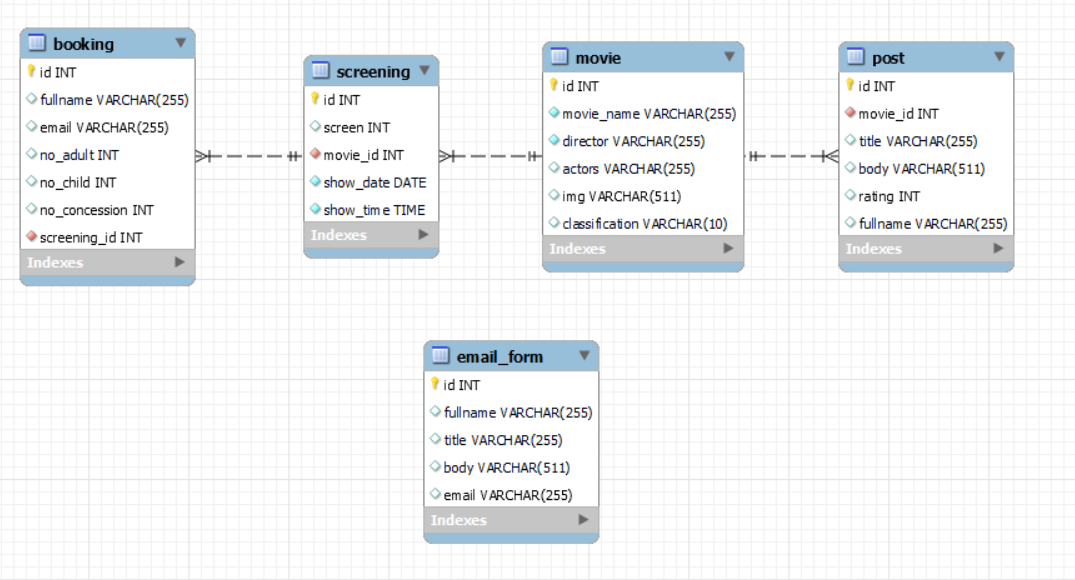 booking
id INT
fullname VARCHAR(255)
email VARCHAR(255)
no_adult INT
no_child INT
no_concession INT
screening_id INT
Indexes
screening
id INT
screen INT
movie_id INT
show_date DATE
show_time TIME
Indexes
movie
id INT
movie_name VARCHAR(255)
director VARCHAR(255)
actors VARCHAR(255)
img VARCHAR(511)
classification VARCHAR(10)
Indexes
post
id INT
movie_id INT
title VARCHAR(255)
body VARCHAR(511)
rating INT
fullname VARCHAR(255)
Indexes
email_form
id INT
fullname VARCHAR(255)
title VARCHAR(255)
body VARCHAR(511)
email VARCHAR(255)
Indexes